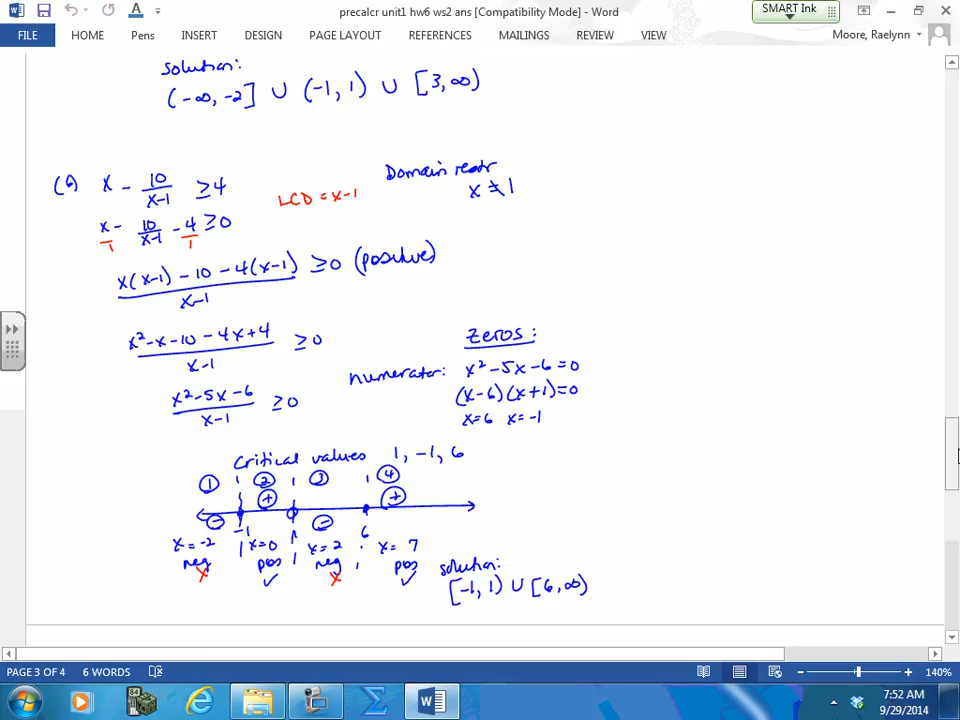 precalcr unit1 hw6 ws2 ans [Compatibility Mode] - Word
SMART Ink
FILE HOME Pens INSERT DESIGN PAGE LAYOUT REFERENCES MAILINGS REVIEW VIEW Moore, Raelynn
solution:
(-∞, -2] ∪ (-1, 1) ∪ [3, ∞)
Domain restr
(6) x - 10/(x-1) ≥ 4
LCD = x-1
x ≠ 1
x/1 - 10/(x-1) - 4/1 ≥ 0
(x(x-1) - 10 - 4(x-1))/(x-1) ≥ 0 (positive)
(x² - x - 10 - 4x + 4)/(x-1) ≥ 0
Zeros:
numerator: x² - 5x - 6 = 0
(x² - 5x - 6)/(x-1) ≥ 0
(x-6)(x+1) = 0
x=6 x=-1
Critical values 1, -1, 6
1 2 3 4
+ +
- -
-1 1 6
x=-2 x=0 x=2 x=7
neg pos neg pos
x ✓ x ✓
solution:
[-1, 1) ∪ [6, ∞)
PAGE 3 OF 4 6 WORDS 140%
7:52 AM
9/29/2014